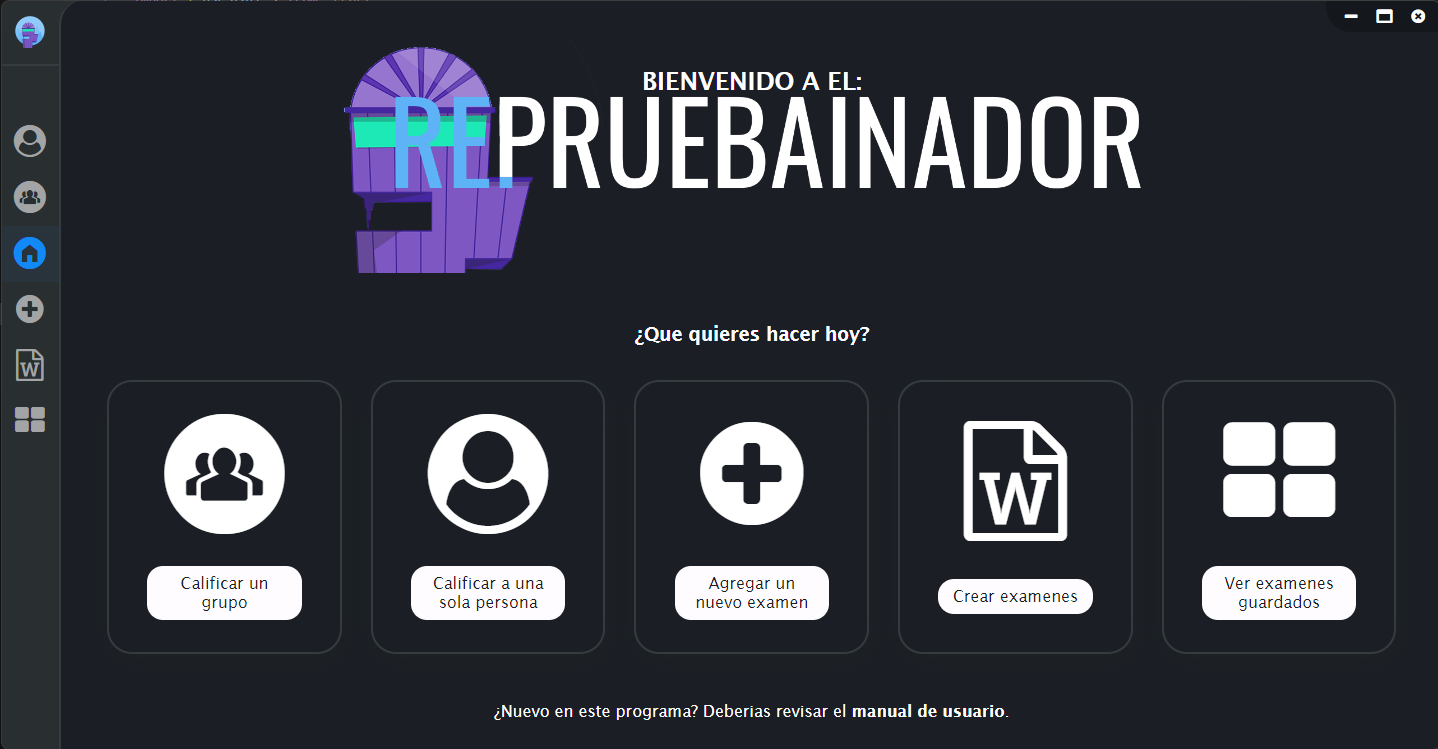 BIENVENIDO A EL:
REPRUEBAINADOR
¿Que quieres hacer hoy?
Calificar un
grupo
Calificar a una
sola persona
Agregar un
nuevo examen
W
Crear examenes
Ver examenes
guardados
W
¿Nuevo en este programa? Deberias revisar el manual de usuario.